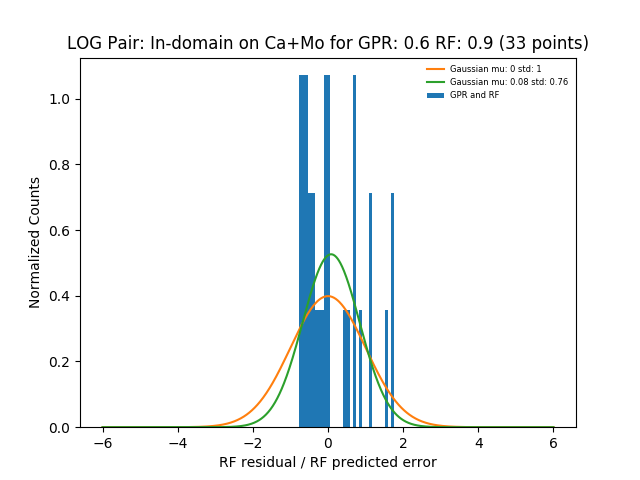 LOG Pair: In-domain on Ca+Mo for GPR: 0.6 RF: 0.9 (33 points)
Gaussian mu: 0 std: 1
Gaussian mu: 0.08 std: 0.76
GPR and RF
1.0
0.8
0.6
0.4
0.2
0.0
Normalized Counts
−6
−4
−2
0
2
4
6
RF residual / RF predicted error